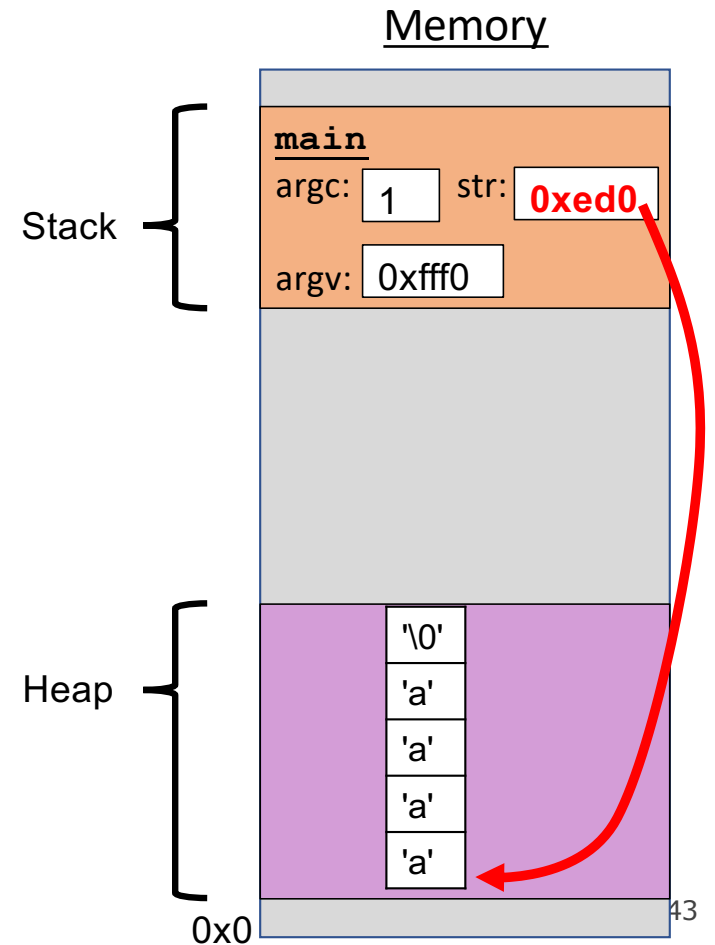 Memory
main
argc: 1 str: 0xed0
Stack
argv: 0xfff0
'\0'
'a'
Heap
'a'
'a'
'a'
43
0x0